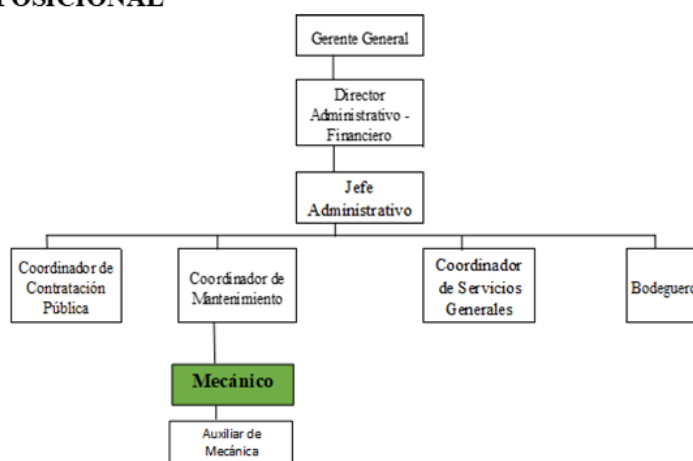 POSICIONAL
Gerente General
Director
Administrativo -
Financiero
Jefe
Administrativo
Coordinador de
Contratación
Pública
Coordinador de
Mantenimiento
Coordinador
de Servicios
Generales
Bodeguero
Mecánico
Auxiliar de
Mecánica